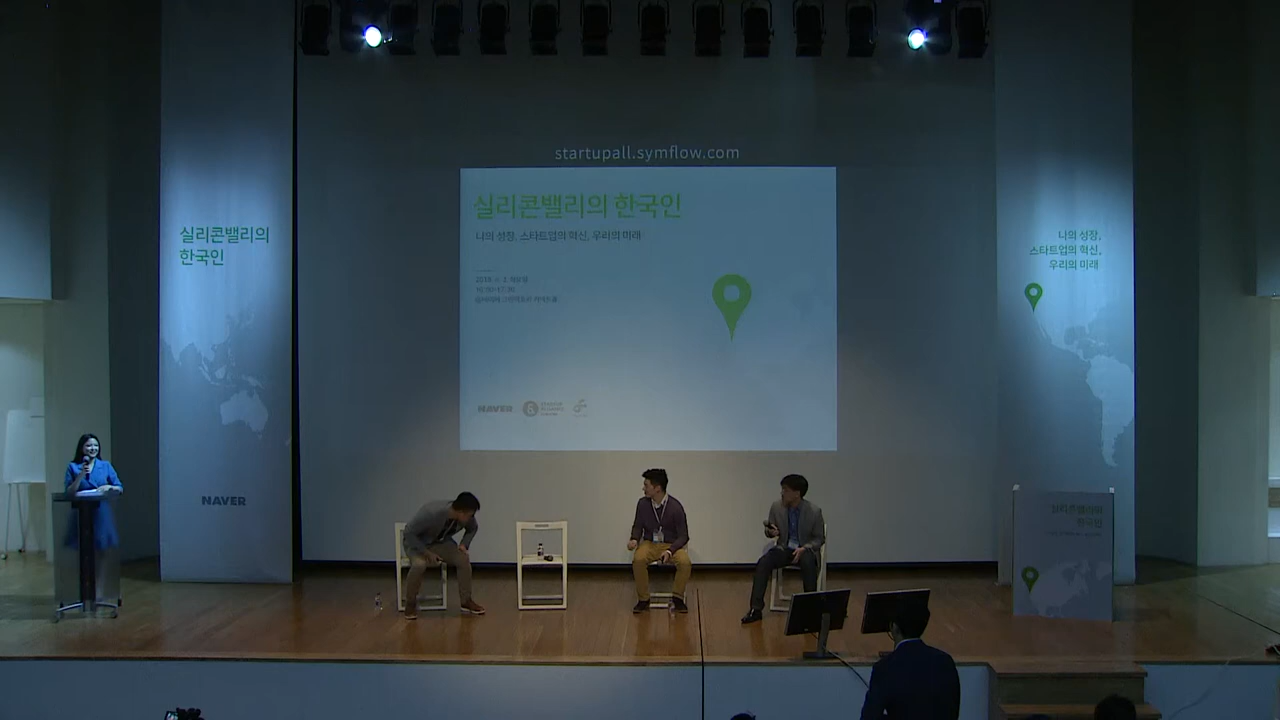 startupall.symflow.com
실리콘밸리의 한국인
나의 성장, 스타트업의 혁신, 우리의 미래
NAVER
실리콘밸리의
한국인
NAVER
나의 성장,
스타트업의 혁신,
우리의 미래
실리콘밸리의
한국인